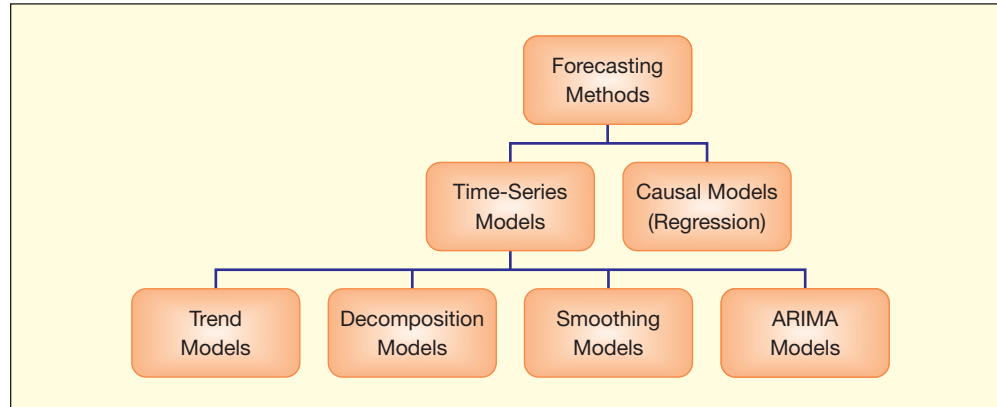 Forecasting
Methods
Time-Series
Models
Causal Models
(Regression)
Trend
Models
Decomposition
Models
Smoothing
Models
ARIMA
Models